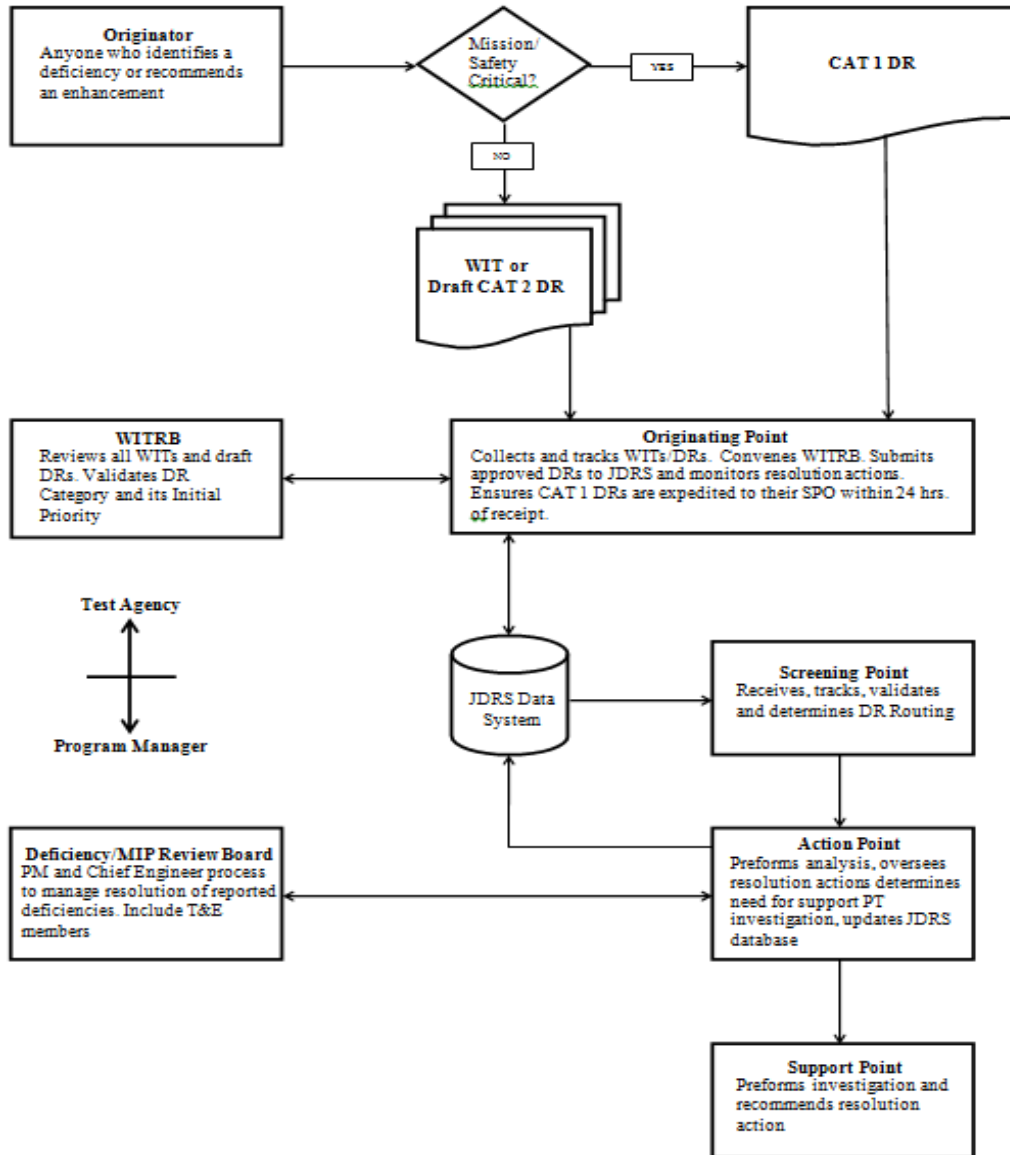 Originator
Anyone who identifies a
deficiency or recommends
an enhancement
Mission/
Safety
Critical?
YES
CAT 1 DR
NO
WIT or
Draft CAT 2 DR
WITRB
Reviews all WITs and draft
DRs. Validates DR
Category and its Initial
Priority
Originating Point
Collects and tracks WITs/DRs. Convenes WITRB. Submits
approved DRs to JDRS and monitors resolution actions.
Ensures CAT 1 DRs are expedited to their SPO within 24 hrs.
of receipt.
Test Agency
Program Manager
JDRS Data
System
Screening Point
Receives, tracks, validates
and determines DR Routing
Deficiency/MIP Review Board
PM and Chief Engineer process
to manage resolution of reported
deficiencies. Include T&E
members
Action Point
Preforms analysis, oversees
resolution actions determines
need for support PT
investigation, updates JDRS
database
Support Point
Preforms investigation and
recommends resolution
action